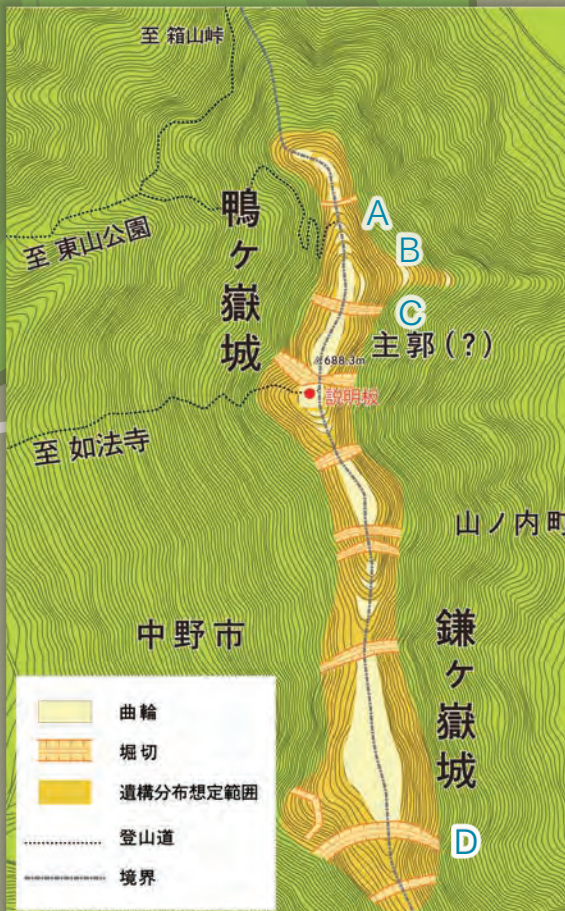 至 箱山峠
鴨ヶ嶽城
A
至 東山公園
B
C
主郭(?)
688.3m
説明板
至 如法寺
山ノ内町
中野市
鎌ヶ嶽城
曲輪
堀切
遺構分布想定範囲
登山道
境界
D